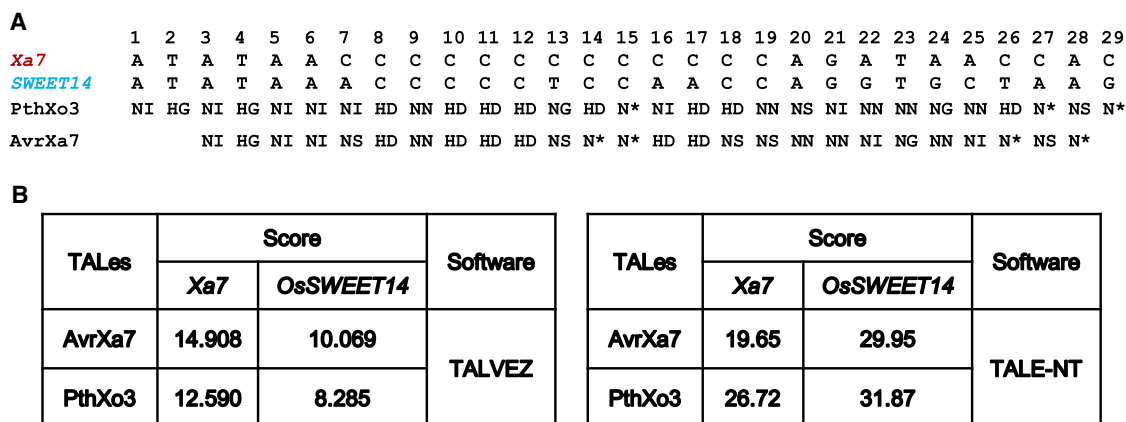 A
1 2 3 4 5 6 7 8 9 10 11 12 13 14 15 16 17 18 19 20 21 22 23 24 25 26 27 28 29
Xa7 A T A T A A C C C C C C C C C C C C C A G A T A A C C A C
SWEET14 A T A T A A A C C C C C T C C A A C C A G G T G C T A A G
PthXo3 NI HG NI HG NI NI NI HD NN HD HD HD NG HD N* NI HD HD NN NS NI NN NN NG NN HD N* NS N*
AvrXa7 NI HG NI NI NS HD NN HD HD HD NS N* N* HD HD NS NS NN NN NI NG NN NI N* NS N*
B
TALes Score Software
Xa7 OsSWEET14
AvrXa7 14.908 10.069 TALVEZ
PthXo3 12.590 8.285
TALes Score Software
Xa7 OsSWEET14
AvrXa7 19.65 29.95 TALE-NT
PthXo3 26.72 31.87